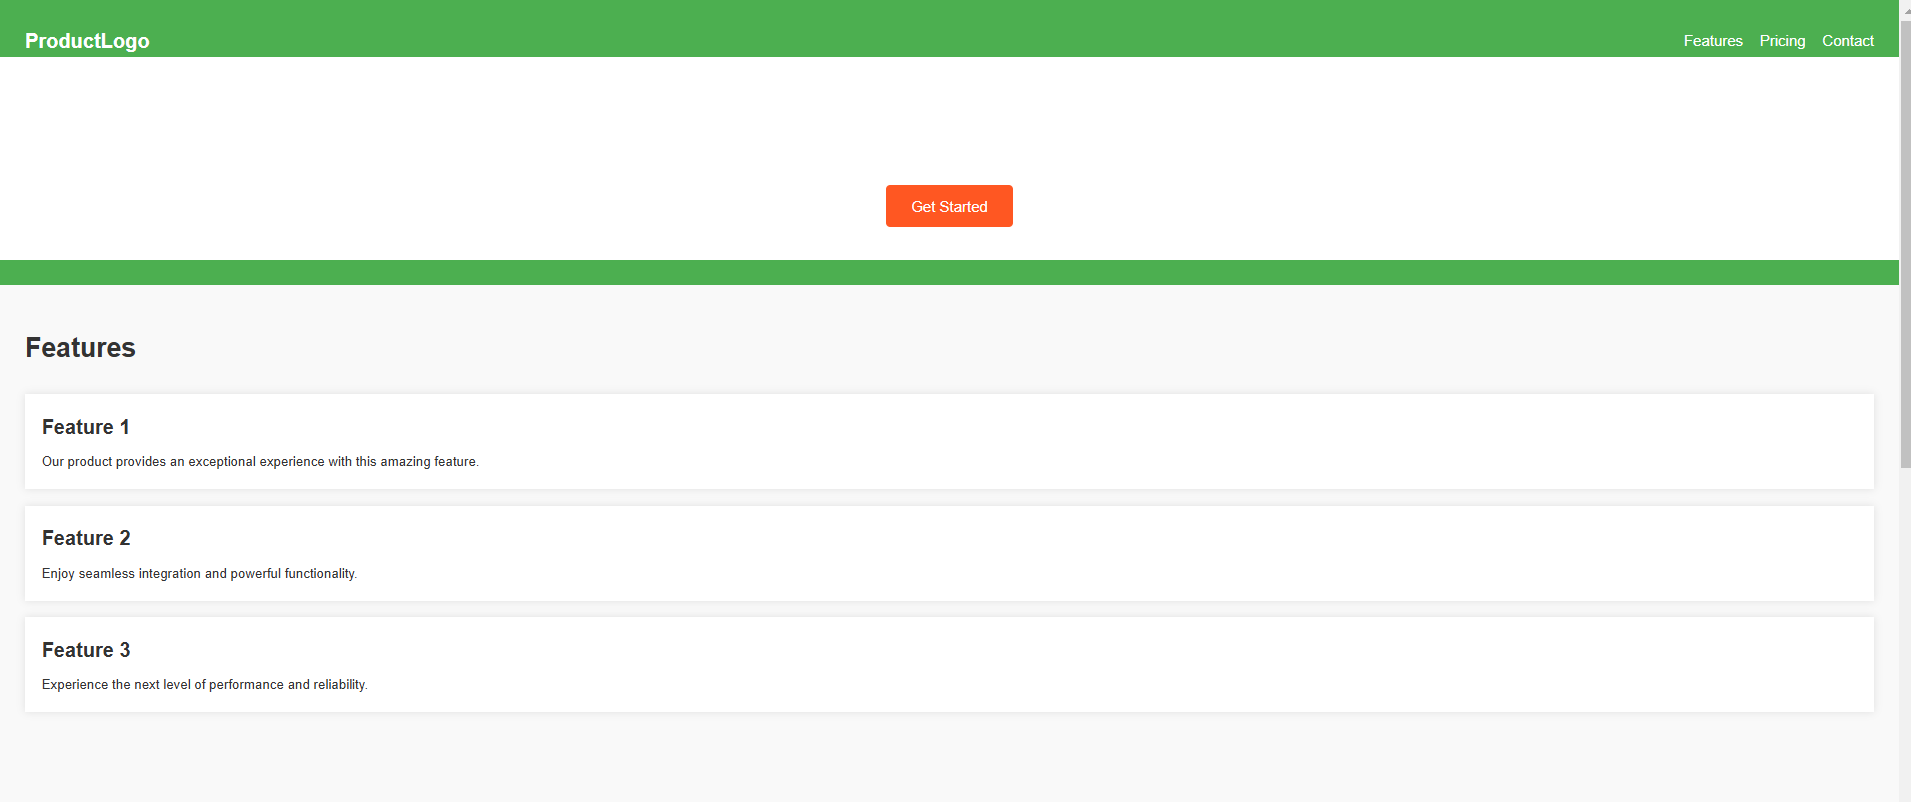 ProductLogo
Features Pricing Contact
Get Started
Features
Feature 1
Our product provides an exceptional experience with this amazing feature.
Feature 2
Enjoy seamless integration and powerful functionality.
Feature 3
Experience the next level of performance and reliability.